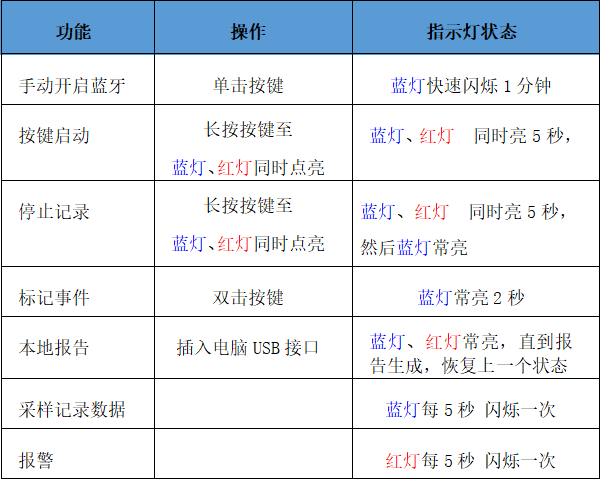 功能 操作 指示灯状态
手动开启蓝牙 单击按键 蓝灯快速闪烁 1 分钟
按键启动 长按按键至 蓝灯、红灯 同时亮 5 秒，
蓝灯、红灯同时点亮
停止记录 长按按键至 蓝灯、红灯 同时亮 5 秒，
蓝灯、红灯同时点亮 然后蓝灯常亮
标记事件 双击按键 蓝灯常亮 2 秒
本地报告 插入电脑 USB 接口 蓝灯、红灯常亮，直到报
告生成，恢复上一个状态
采样记录数据 蓝灯每 5 秒 闪烁一次
报警 红灯每 5 秒 闪烁一次